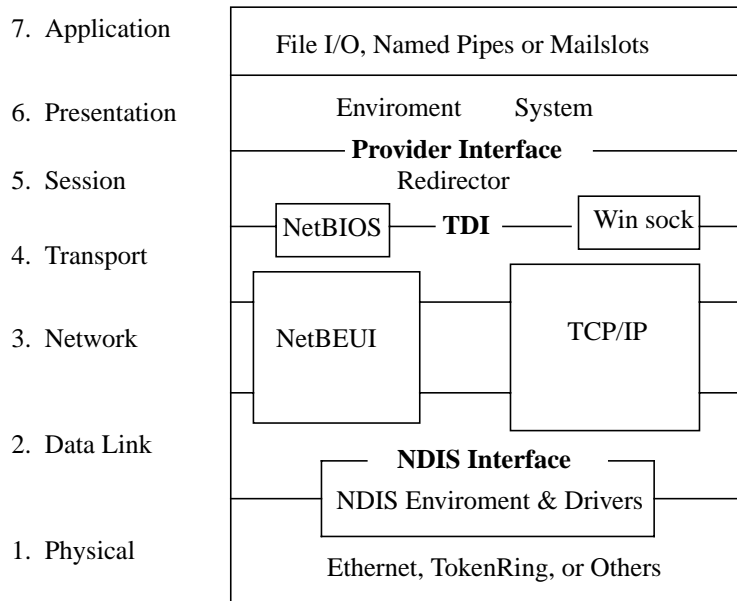 7. Application
File I/O, Named Pipes or Mailslots
6. Presentation
Enviroment System
Provider Interface
5. Session
Redirector
NetBIOS
TDI
Win sock
4. Transport
NetBEUI
TCP/IP
3. Network
2. Data Link
NDIS Interface
NDIS Enviroment & Drivers
1. Physical
Ethernet, TokenRing, or Others